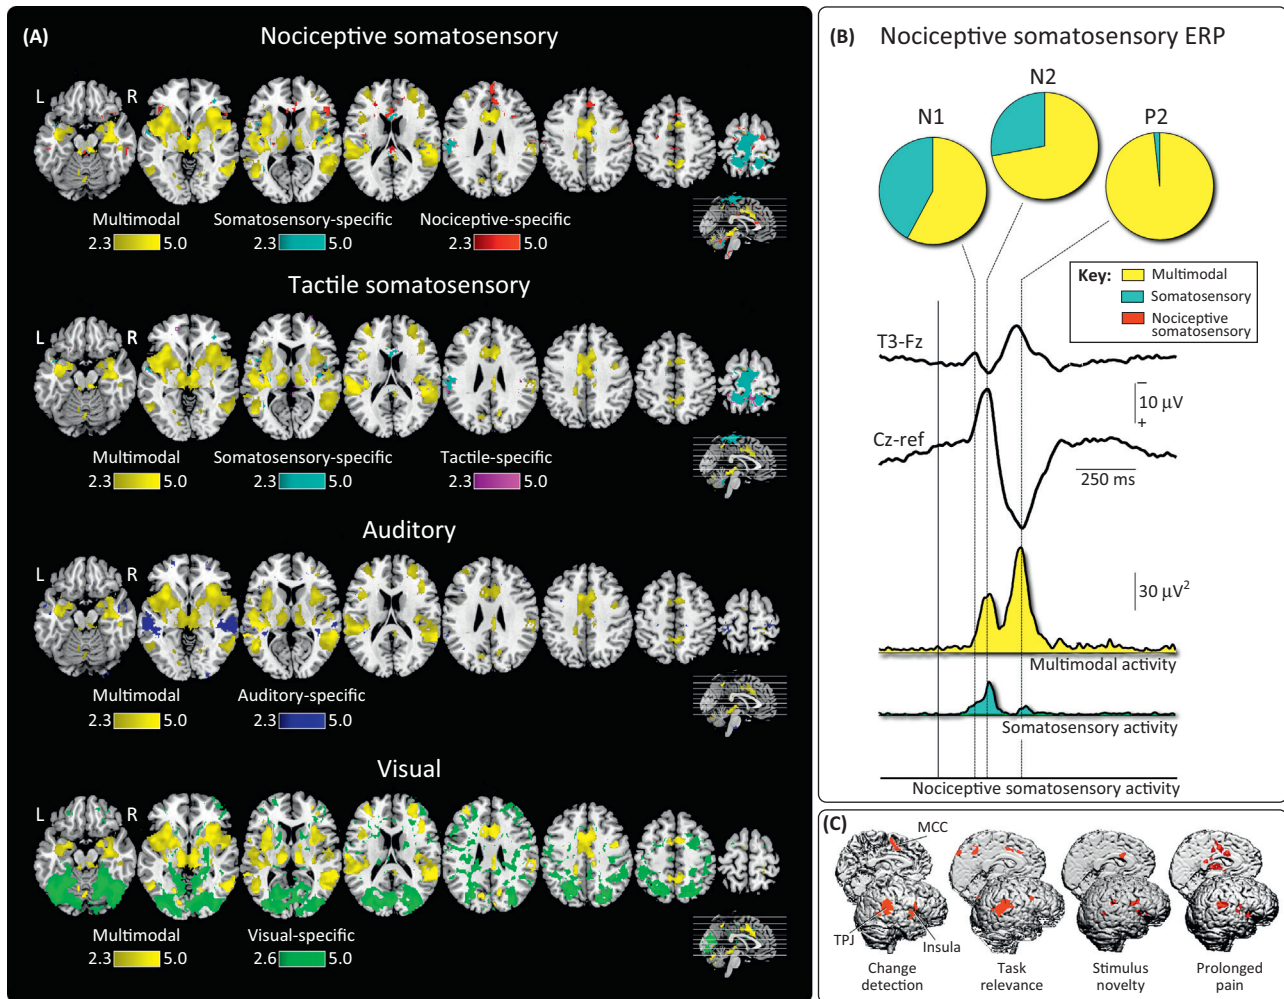 (A)
Nociceptive somatosensory
L R
Multimodal Somatosensory-specific Nociceptive-specific
2.3 5.0 2.3 5.0 2.3 5.0
Tactile somatosensory
L R
Multimodal Somatosensory-specific Tactile-specific
2.3 5.0 2.3 5.0 2.3 5.0
Auditory
L R
Multimodal Auditory-specific
2.3 5.0 2.3 5.0
Visual
L R
Multimodal Visual-specific
2.3 5.0 2.6 5.0
(B) Nociceptive somatosensory ERP
N1 N2 P2
Key: Multimodal
Somatosensory
Nociceptive
somatosensory
T3-Fz
−
10 µV
+
Cz-ref
250 ms
30 µV²
Multimodal activity
Somatosensory activity
Nociceptive somatosensory activity
(C)
MCC
TPJ
Insula
Change
detection
Task
relevance
Stimulus
novelty
Prolonged
pain